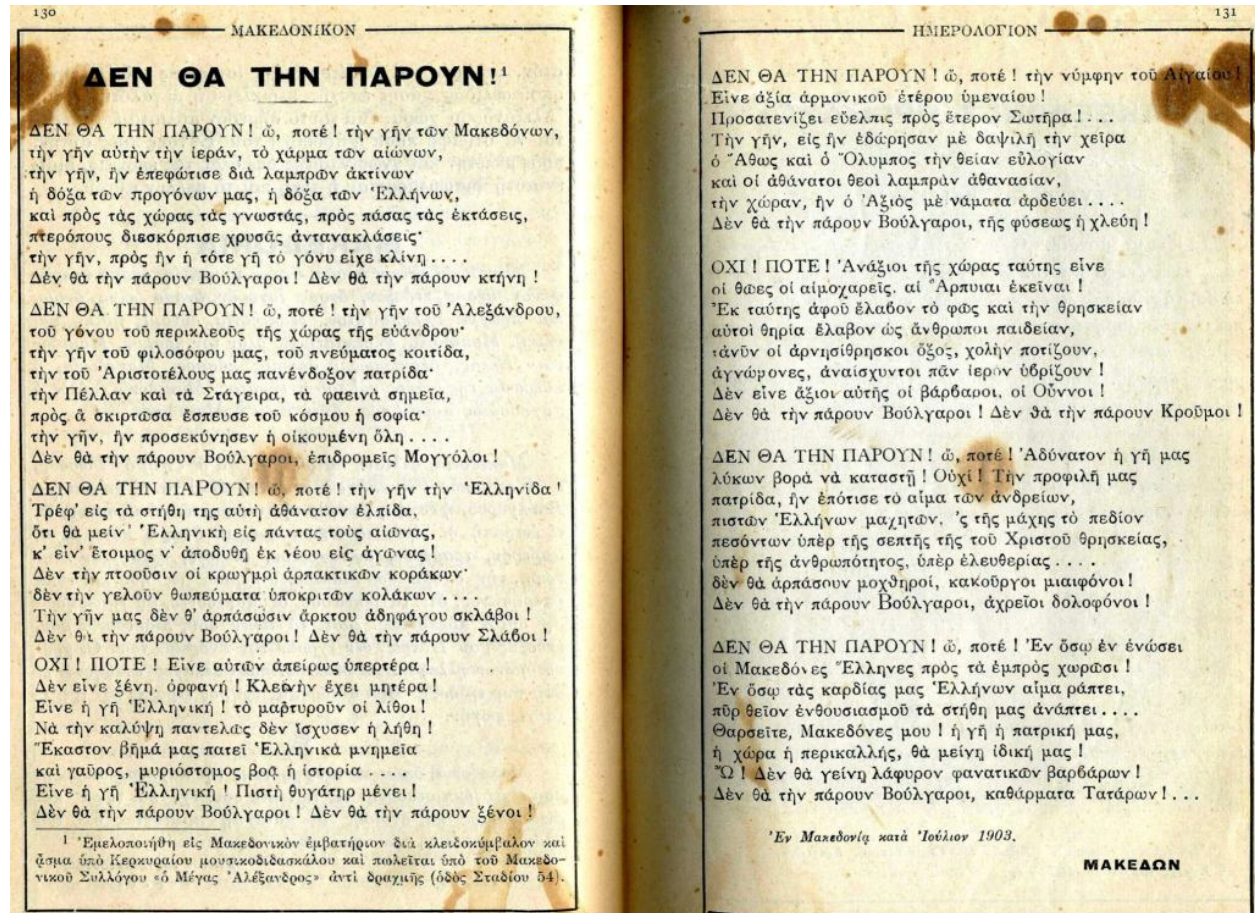 130
ΜΑΚΕΔΟΝΙΚΟΝ
ΔΕΝ ΘΑ ΤΗΝ ΠΑΡΟΥΝ!¹
ΔΕΝ ΘΑ ΤΗΝ ΠΑΡΟΥΝ! ὤ, ποτέ! τὴν γῆν τῶν Μακεδόνων,
τὴν γῆν αὐτὴν τὴν ἱεράν, τὸ χάρμα τῶν αἰώνων,
τὴν γῆν, ἣν ἐπεφώτισε διὰ λαμπρῶν ἀκτίνων
ἡ δόξα τῶν προγόνων μας, ἡ δόξα τῶν Ἑλλήνων,
καὶ πρὸς τὰς χώρας τὰς γνωστάς, πρὸς πάσας τὰς ἐκτάσεις,
πτερόπους διεσκόρπισε χρυσᾶς ἀντανακλάσεις·
τὴν γῆν, πρὸς ἣν ἡ τότε γῆ τὸ γόνυ εἶχε κλίνῃ....
Δὲν θὰ τὴν πάρουν Βούλγαροι! Δὲν θὰ τὴν πάρουν κτήνη!
ΔΕΝ ΘΑ ΤΗΝ ΠΑΡΟΥΝ! ὤ, ποτέ! τὴν γῆν τοῦ Ἀλεξάνδρου,
τοῦ γόνου τοῦ περικλεοῦς τῆς χώρας τῆς εὐάνδρου·
τὴν γῆν τοῦ φιλοσόφου μας, τοῦ πνεύματος κοιτίδα,
τὴν τοῦ Ἀριστοτέλους μας πανένδοξον πατρίδα·
τὴν Πέλλαν καὶ τὰ Στάγειρα, τὰ φαεινὰ σημεῖα,
πρὸς ἃ σκιρτῶσα ἔσπευσε τοῦ κόσμου ἡ σοφία·
τὴν γῆν, ἣν προσεκύνησεν ἡ οἰκουμένη ὅλη....
Δὲν θὰ τὴν πάρουν Βούλγαροι, ἐπιδρομεῖς Μογγόλοι!
ΔΕΝ ΘΑ ΤΗΝ ΠΑΡΟΥΝ! ὤ, ποτέ! τὴν γῆν τὴν Ἑλληνίδα!
Τρέφ' εἰς τὰ στήθη της αὐτὴ ἀθάνατον ἐλπίδα,
ὅτι θὰ μείν' Ἑλληνικὴ εἰς πάντας τοὺς αἰῶνας,
κ' εἶν' ἕτοιμος ν' ἀποδυθῇ ἐκ νέου εἰς ἀγῶνας!
Δὲν τὴν πτοοῦσιν οἱ κρωγμοὶ ἁρπακτικῶν κοράκων·
δὲν τὴν γελοῦν θωπεύματα ὑποκριτῶν κολάκων....
Τὴν γῆν μας δὲν θ' ἁρπάσωσιν ἄρκτου ἀδηφάγου σκλάβοι!
Δὲν θὰ τὴν πάρουν Βούλγαροι! Δὲν θὰ τὴν πάρουν Σλάβοι!
ΟΧΙ! ΠΟΤΕ! Εἶνε αὐτῶν ἀπείρως ὑπερτέρα!
Δὲν εἶνε ξένη, ὀρφανή! Κλεινὴν ἔχει μητέρα!
Εἶνε ἡ γῆ Ἑλληνική! τὸ μαρτυροῦν οἱ λίθοι!
Νὰ τὴν καλύψῃ παντελῶς δὲν ἴσχυσεν ἡ λήθη!
Ἕκαστον βῆμά μας πατεῖ Ἑλληνικὰ μνημεῖα
καὶ γαῦρος, μυριόστομος βοᾷ ἡ ἱστορία....
Εἶνε ἡ γῆ Ἑλληνική! Πιστὴ θυγάτηρ μένει!
Δὲν θὰ τὴν πάρουν Βούλγαροι! Δὲν θὰ τὴν πάρουν ξένοι!
¹ Ἐμελοποιήθη εἰς Μακεδονικὸν ἐμβατήριον διὰ κλειδοκύμβαλον καὶ
ᾆσμα ὑπὸ Κερκυραίου μουσικοδιδασκάλου καὶ πωλεῖται ὑπὸ τοῦ Μακεδο-
νικοῦ Συλλόγου «ὁ Μέγας Ἀλέξανδρος» ἀντὶ δραχμῆς (ὁδὸς Σταδίου 54).
131
ΗΜΕΡΟΛΟΓΙΟΝ
ΔΕΝ ΘΑ ΤΗΝ ΠΑΡΟΥΝ! ὤ, ποτέ! τὴν νύμφην τοῦ Αἰγαίου!
Εἶνε ἀξία ἁρμονικοῦ ἑτέρου ὑμεναίου!
Προσατενίζει εὔελπις πρὸς ἕτερον Σωτῆρα!...
Τὴν γῆν, εἰς ἣν ἐδώρησαν μὲ δαψιλῆ τὴν χεῖρα
ὁ Ἄθως καὶ ὁ Ὄλυμπος τὴν θείαν εὐλογίαν
καὶ οἱ ἀθάνατοι θεοὶ λαμπρὰν ἀθανασίαν,
τὴν χώραν, ἣν ὁ Ἀξιὸς μὲ νάματα ἀρδεύει....
Δὲν θὰ τὴν πάρουν Βούλγαροι, τῆς φύσεως ἡ χλεύη!
ΟΧΙ! ΠΟΤΕ! Ἀνάξιοι τῆς χώρας ταύτης εἶνε
οἱ θῶες οἱ αἱμοχαρεῖς, αἱ Ἅρπυιαι ἐκεῖναι!
Ἐκ ταύτης ἀφοῦ ἔλαβον τὸ φῶς καὶ τὴν θρησκείαν
αὐτοὶ θηρία ἔλαβον ὡς ἄνθρωποι παιδείαν,
τἀνῦν οἱ ἀρνησίθρησκοι ὄξος, χολὴν ποτίζουν,
ἀγνώμονες, ἀναίσχυντοι πᾶν ἱερὸν ὑβρίζουν!
Δὲν εἶνε ἄξιοι αὐτῆς οἱ βάρβαροι, οἱ Οὖννοι!
Δὲν θὰ τὴν πάρουν Βούλγαροι! Δὲν θὰ τὴν πάρουν Κροῦμοι!
ΔΕΝ ΘΑ ΤΗΝ ΠΑΡΟΥΝ! ὤ, ποτέ! Ἀδύνατον ἡ γῆ μας
λύκων βορὰ νὰ καταστῇ! Οὐχί! Τὴν προφιλῆ μας
πατρίδα, ἣν ἐπότισε τὸ αἷμα τῶν ἀνδρείων,
πιστῶν Ἑλλήνων μαχητῶν, 'ς τῆς μάχης τὸ πεδίον
πεσόντων ὑπὲρ τῆς σεπτῆς τῆς τοῦ Χριστοῦ θρησκείας,
ὑπὲρ τῆς ἀνθρωπότητος, ὑπὲρ ἐλευθερίας....
δὲν θὰ ἁρπάσουν μοχθηροί, κακοῦργοι μιαιφόνοι!
Δὲν θὰ τὴν πάρουν Βούλγαροι, ἀχρεῖοι δολοφόνοι!
ΔΕΝ ΘΑ ΤΗΝ ΠΑΡΟΥΝ! ὤ, ποτέ! Ἐν ὅσῳ ἐν ἑνώσει
οἱ Μακεδόνες Ἕλληνες πρὸς τὰ ἐμπρὸς χωρῶσι!
Ἐν ὅσῳ τὰς καρδίας μας Ἑλλήνων αἷμα ῥάπτει,
πῦρ θεῖον ἐνθουσιασμοῦ τὰ στήθη μας ἀνάπτει....
Θαρσεῖτε, Μακεδόνες μου! ἡ γῆ ἡ πατρική μας,
ἡ χώρα ἡ περικαλλής, θὰ μείνῃ ἰδική μας!
Ὢ! Δὲν θὰ γείνῃ λάφυρον φανατικῶν βαρβάρων!
Δὲν θὰ τὴν πάρουν Βούλγαροι, καθάρματα Τατάρων!...
Ἐν Μακεδονίᾳ κατὰ Ἰούλιον 1903.
ΜΑΚΕΔΩΝ